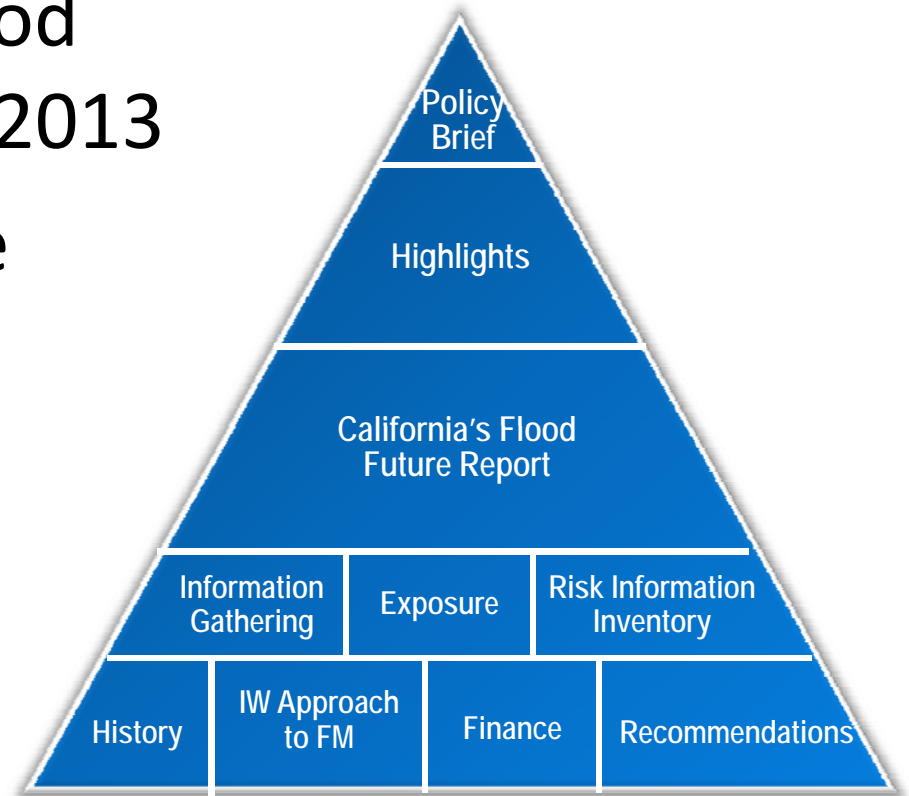 od
2013
e
Policy
Brief
Highlights
California's Flood
Future Report
Information
Gathering
Exposure
Risk Information
Inventory
History
IW Approach
to FM
Finance
Recommendations